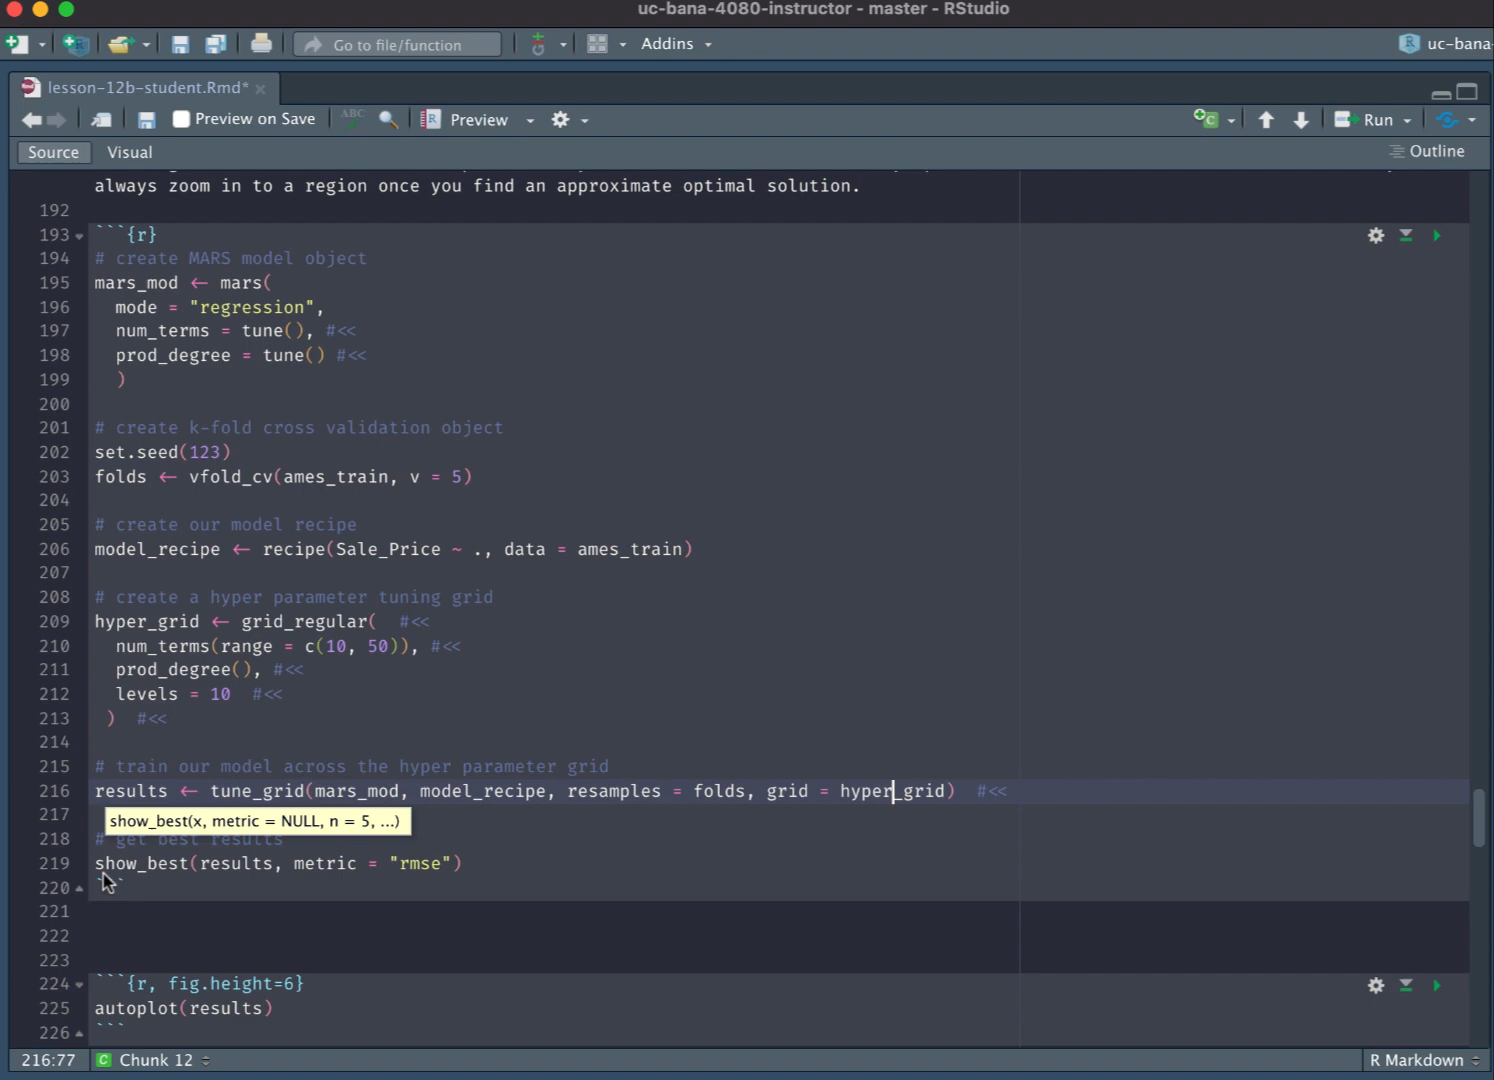 uc-bana-4080-instructor - master - RStudio
Go to file/function
Addins
uc-bana
lesson-12b-student.Rmd*
Preview on Save
ABC
Preview
Run
Source
Visual
Outline
always zoom in to a region once you find an approximate optimal solution.
192
193 ```{r}
194 # create MARS model object
195 mars_mod <- mars(
196 mode = "regression",
197 num_terms = tune(), #<<
198 prod_degree = tune() #<<
199 )
200
201 # create k-fold cross validation object
202 set.seed(123)
203 folds <- vfold_cv(ames_train, v = 5)
204
205 # create our model recipe
206 model_recipe <- recipe(Sale_Price ~ ., data = ames_train)
207
208 # create a hyper parameter tuning grid
209 hyper_grid <- grid_regular( #<<
210 num_terms(range = c(10, 50)), #<<
211 prod_degree(), #<<
212 levels = 10 #<<
213 ) #<<
214
215 # train our model across the hyper parameter grid
216 results <- tune_grid(mars_mod, model_recipe, resamples = folds, grid = hyper_grid) #<<
217
show_best(x, metric = NULL, n = 5, ...)
218 # get best results
219 show_best(results, metric = "rmse")
220 ```
221
222
223
224 ```{r, fig.height=6}
225 autoplot(results)
226 ```
216:77
C Chunk 12
R Markdown